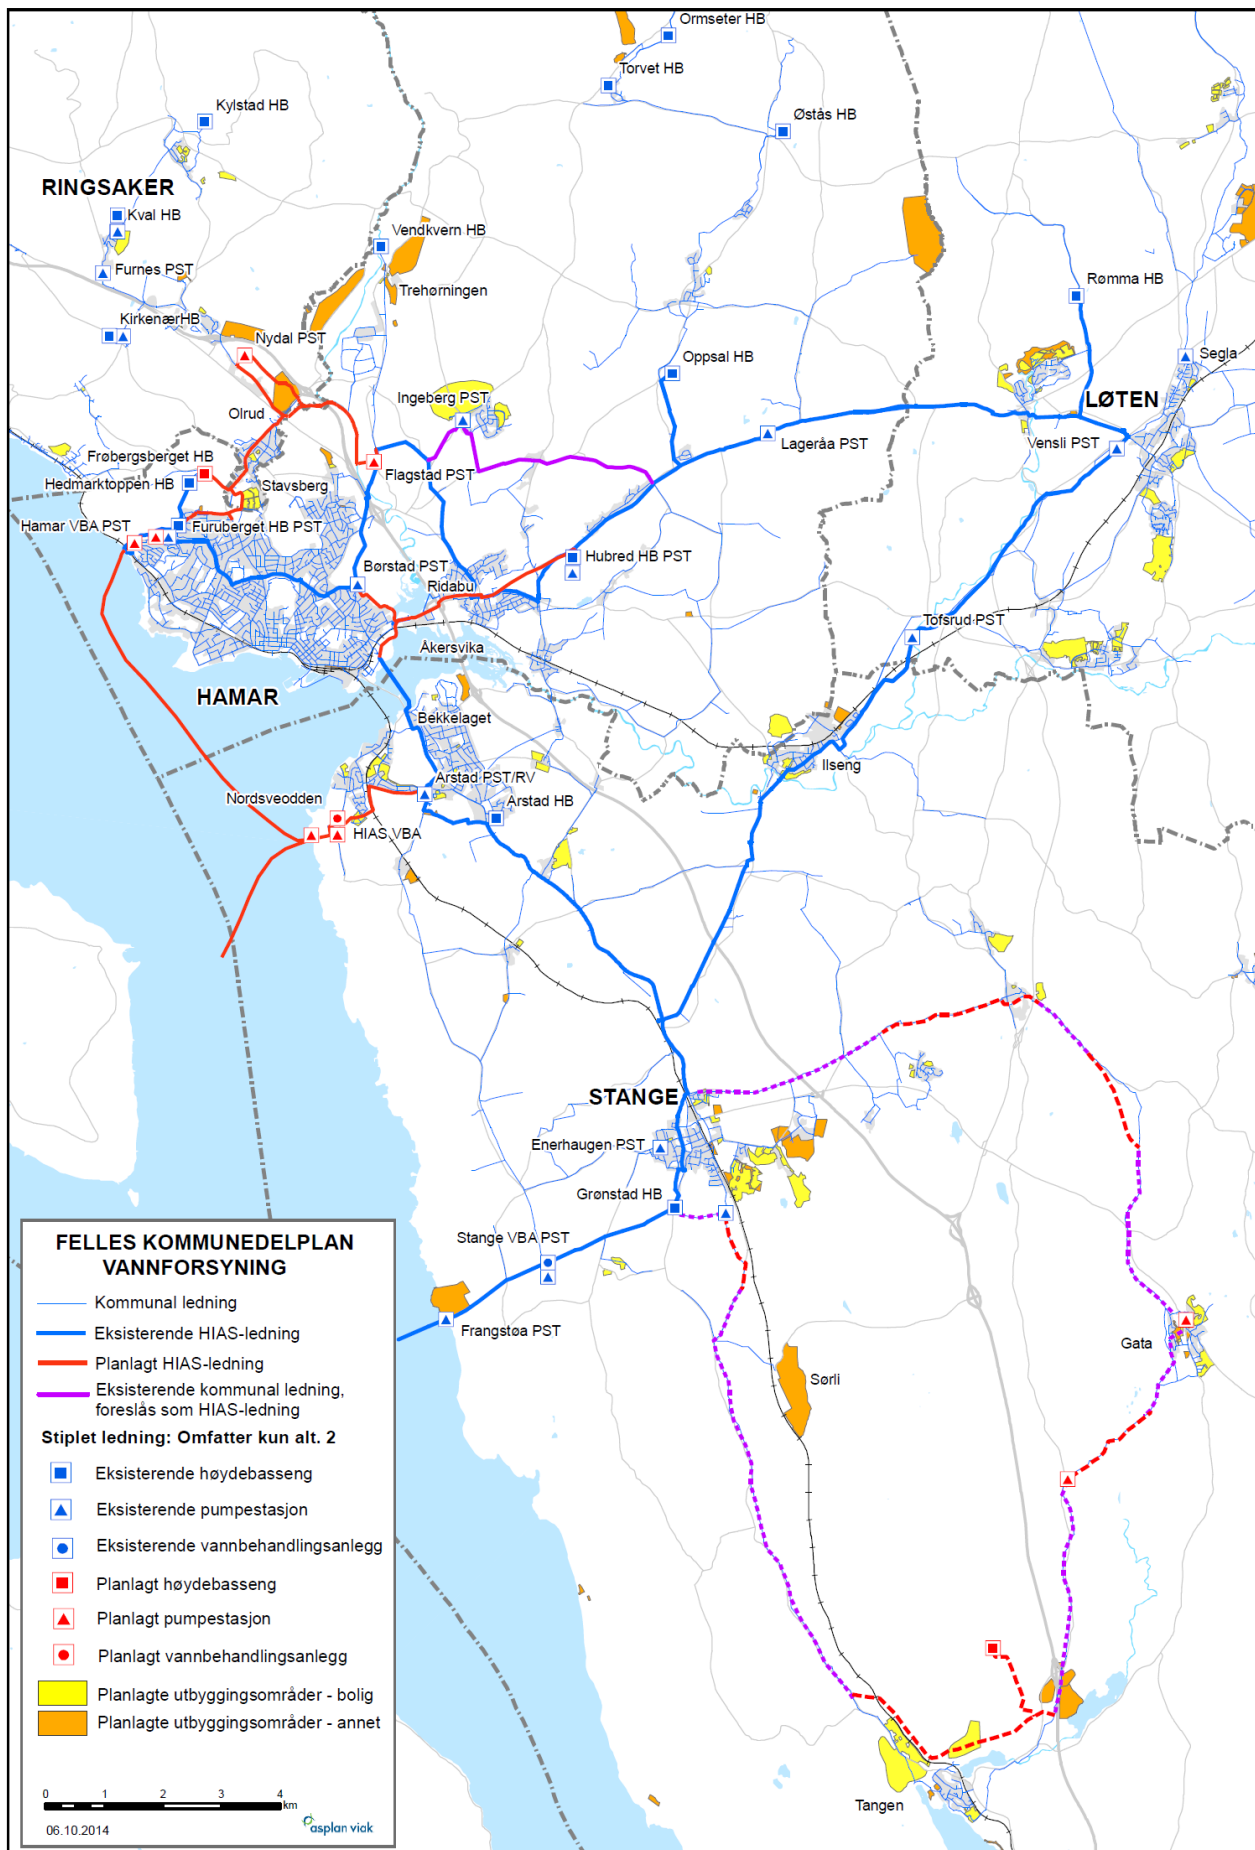 Ormseter HB
Torvet HB
Kylstad HB
Østås HB
RINGSAKER
Kval HB
Vendkvern HB
Furnes PST
Trehørningen
Rømma HB
KirkenærHB
Nydal PST
Segla
Oppsal HB
Ingeberg PST
LØTEN
Olrud
Lageråa PST
Vensli PST
Frøbergsberget HB
Flagstad PST
Hedmarktoppen HB
Stavsberg
Hamar VBA PST
Furuberget HB PST
Hubred HB PST
Børstad PST
Ridabu
Tofsrud PST
Åkersvika
HAMAR
Bekkelaget
Ilseng
Arstad PST/RV
Nordsveodden
Arstad HB
HIAS VBA
STANGE
Enerhaugen PST
Grønstad HB
Stange VBA PST
Frangstøa PST
Gata
Sørli
Tangen
FELLES KOMMUNEDELPLAN
VANNFORSYNING
Kommunal ledning
Eksisterende HIAS-ledning
Planlagt HIAS-ledning
Eksisterende kommunal ledning,
foreslås som HIAS-ledning
Stiplet ledning: Omfatter kun alt. 2
Eksisterende høydebasseng
Eksisterende pumpestasjon
Eksisterende vannbehandlingsanlegg
Planlagt høydebasseng
Planlagt pumpestasjon
Planlagt vannbehandlingsanlegg
Planlagte utbyggingsområder - bolig
Planlagte utbyggingsområder - annet
0 1 2 3 4
km
06.10.2014
asplan viak